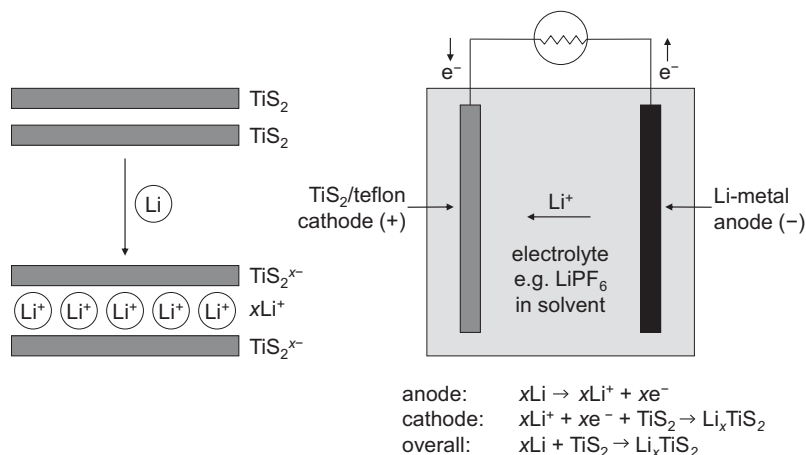 TiS₂
TiS₂
Li
TiS₂ˣ⁻
Li⁺ Li⁺ Li⁺ Li⁺ Li⁺ xLi⁺
TiS₂ˣ⁻
e⁻ e⁻
TiS₂/teflon
cathode (+)
Li⁺
electrolyte
e.g. LiPF₆
in solvent
Li-metal
anode (−)
anode: xLi → xLi⁺ + xe⁻
cathode: xLi⁺ + xe⁻ + TiS₂ → LiₓTiS₂
overall: xLi + TiS₂ → LiₓTiS₂